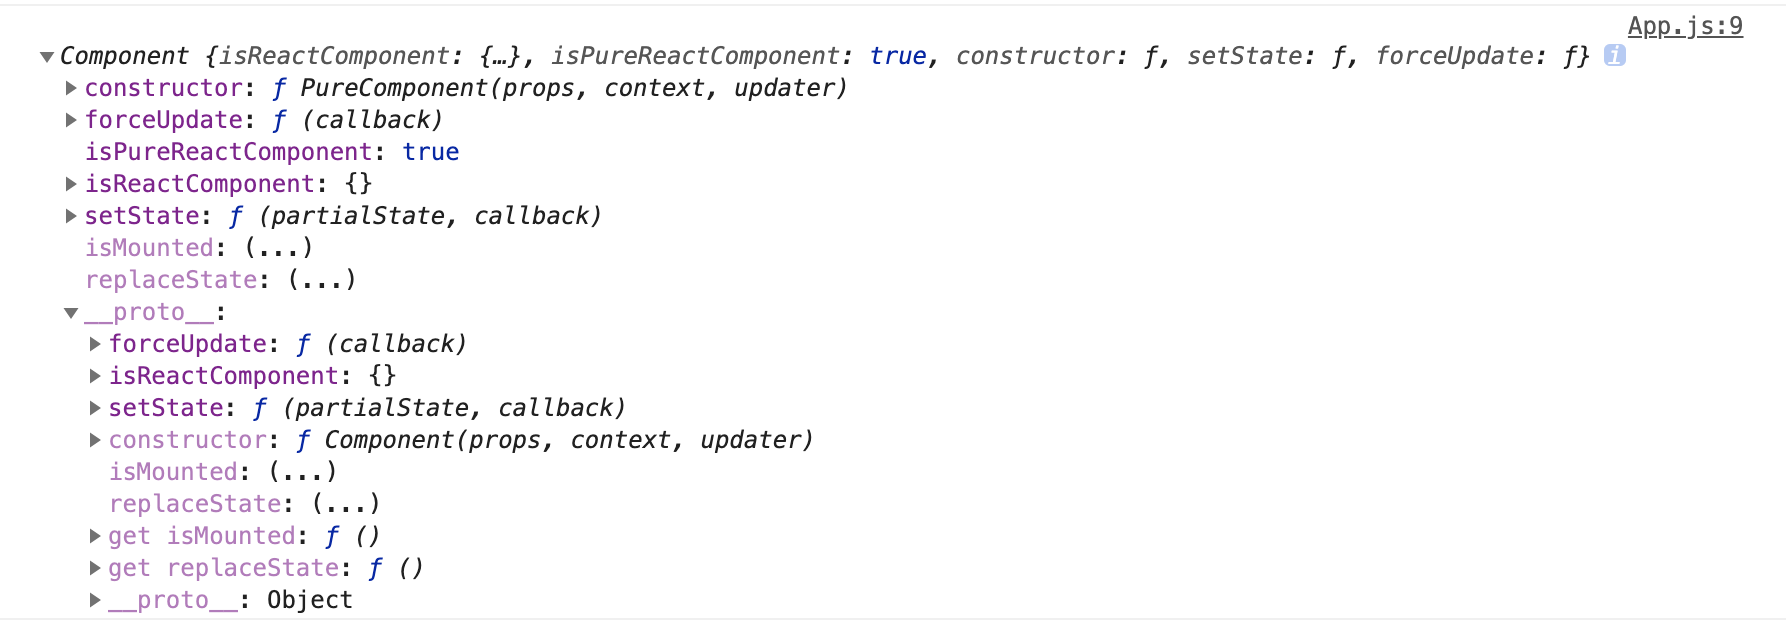 App.js:9
▼Component {isReactComponent: {…}, isPureReactComponent: true, constructor: ƒ, setState: ƒ, forceUpdate: ƒ} i
▶constructor: ƒ PureComponent(props, context, updater)
▶forceUpdate: ƒ (callback)
isPureReactComponent: true
▶isReactComponent: {}
▶setState: ƒ (partialState, callback)
isMounted: (...)
replaceState: (...)
▼__proto__:
▶forceUpdate: ƒ (callback)
▶isReactComponent: {}
▶setState: ƒ (partialState, callback)
▶constructor: ƒ Component(props, context, updater)
isMounted: (...)
replaceState: (...)
▶get isMounted: ƒ ()
▶get replaceState: ƒ ()
▶__proto__: Object